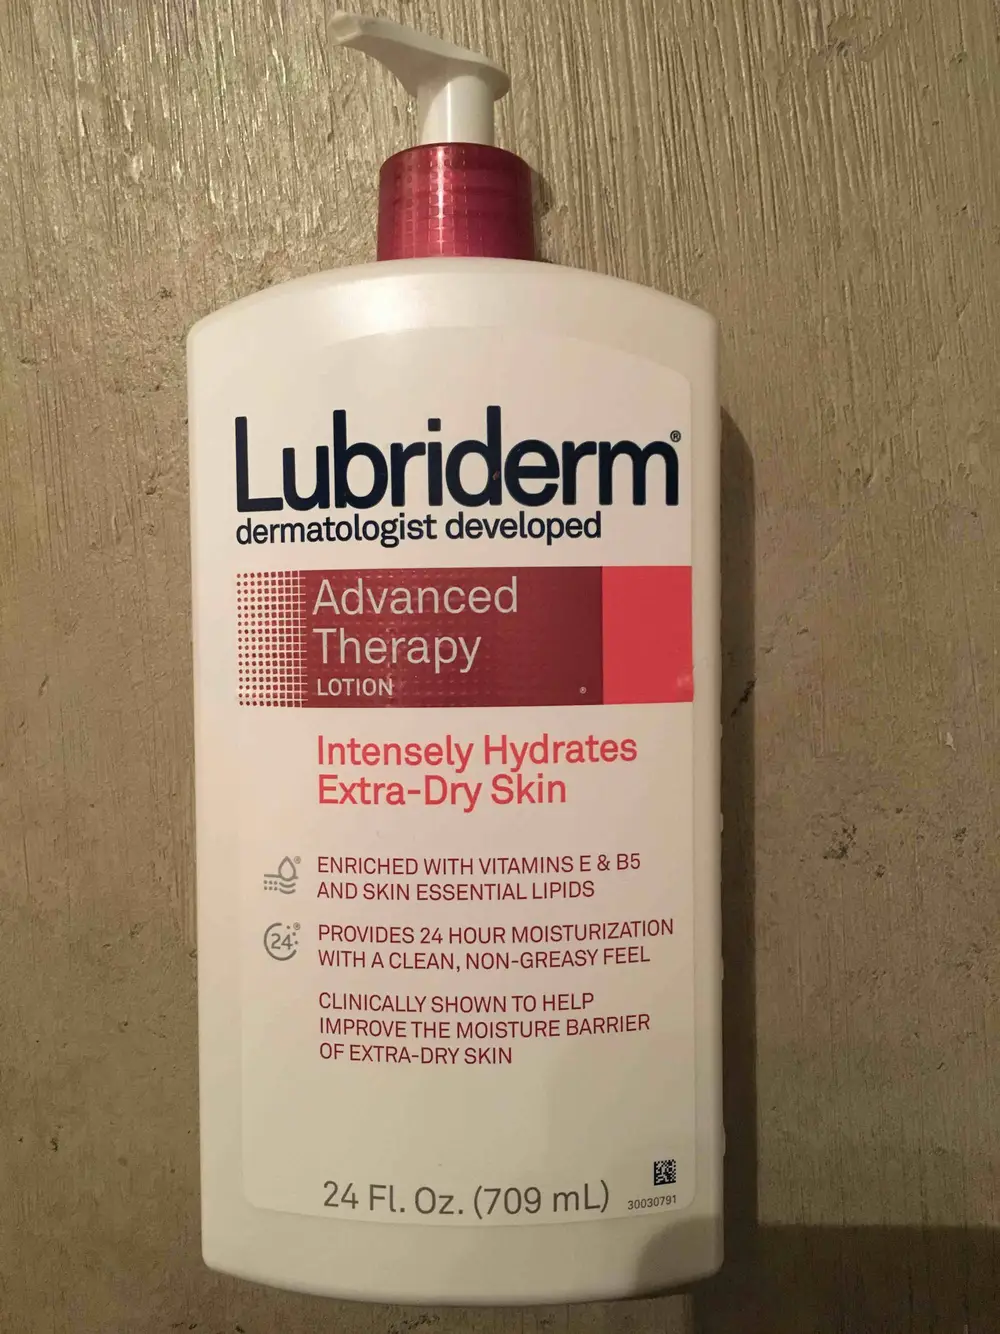 Lubriderm®
dermatologist developed
Advanced
Therapy
LOTION
®
Intensely Hydrates
Extra-Dry Skin
ENRICHED WITH VITAMINS E & B5
AND SKIN ESSENTIAL LIPIDS
24
PROVIDES 24 HOUR MOISTURIZATION
WITH A CLEAN, NON-GREASY FEEL
CLINICALLY SHOWN TO HELP
IMPROVE THE MOISTURE BARRIER
OF EXTRA-DRY SKIN
24 Fl. Oz. (709 mL)
30030791